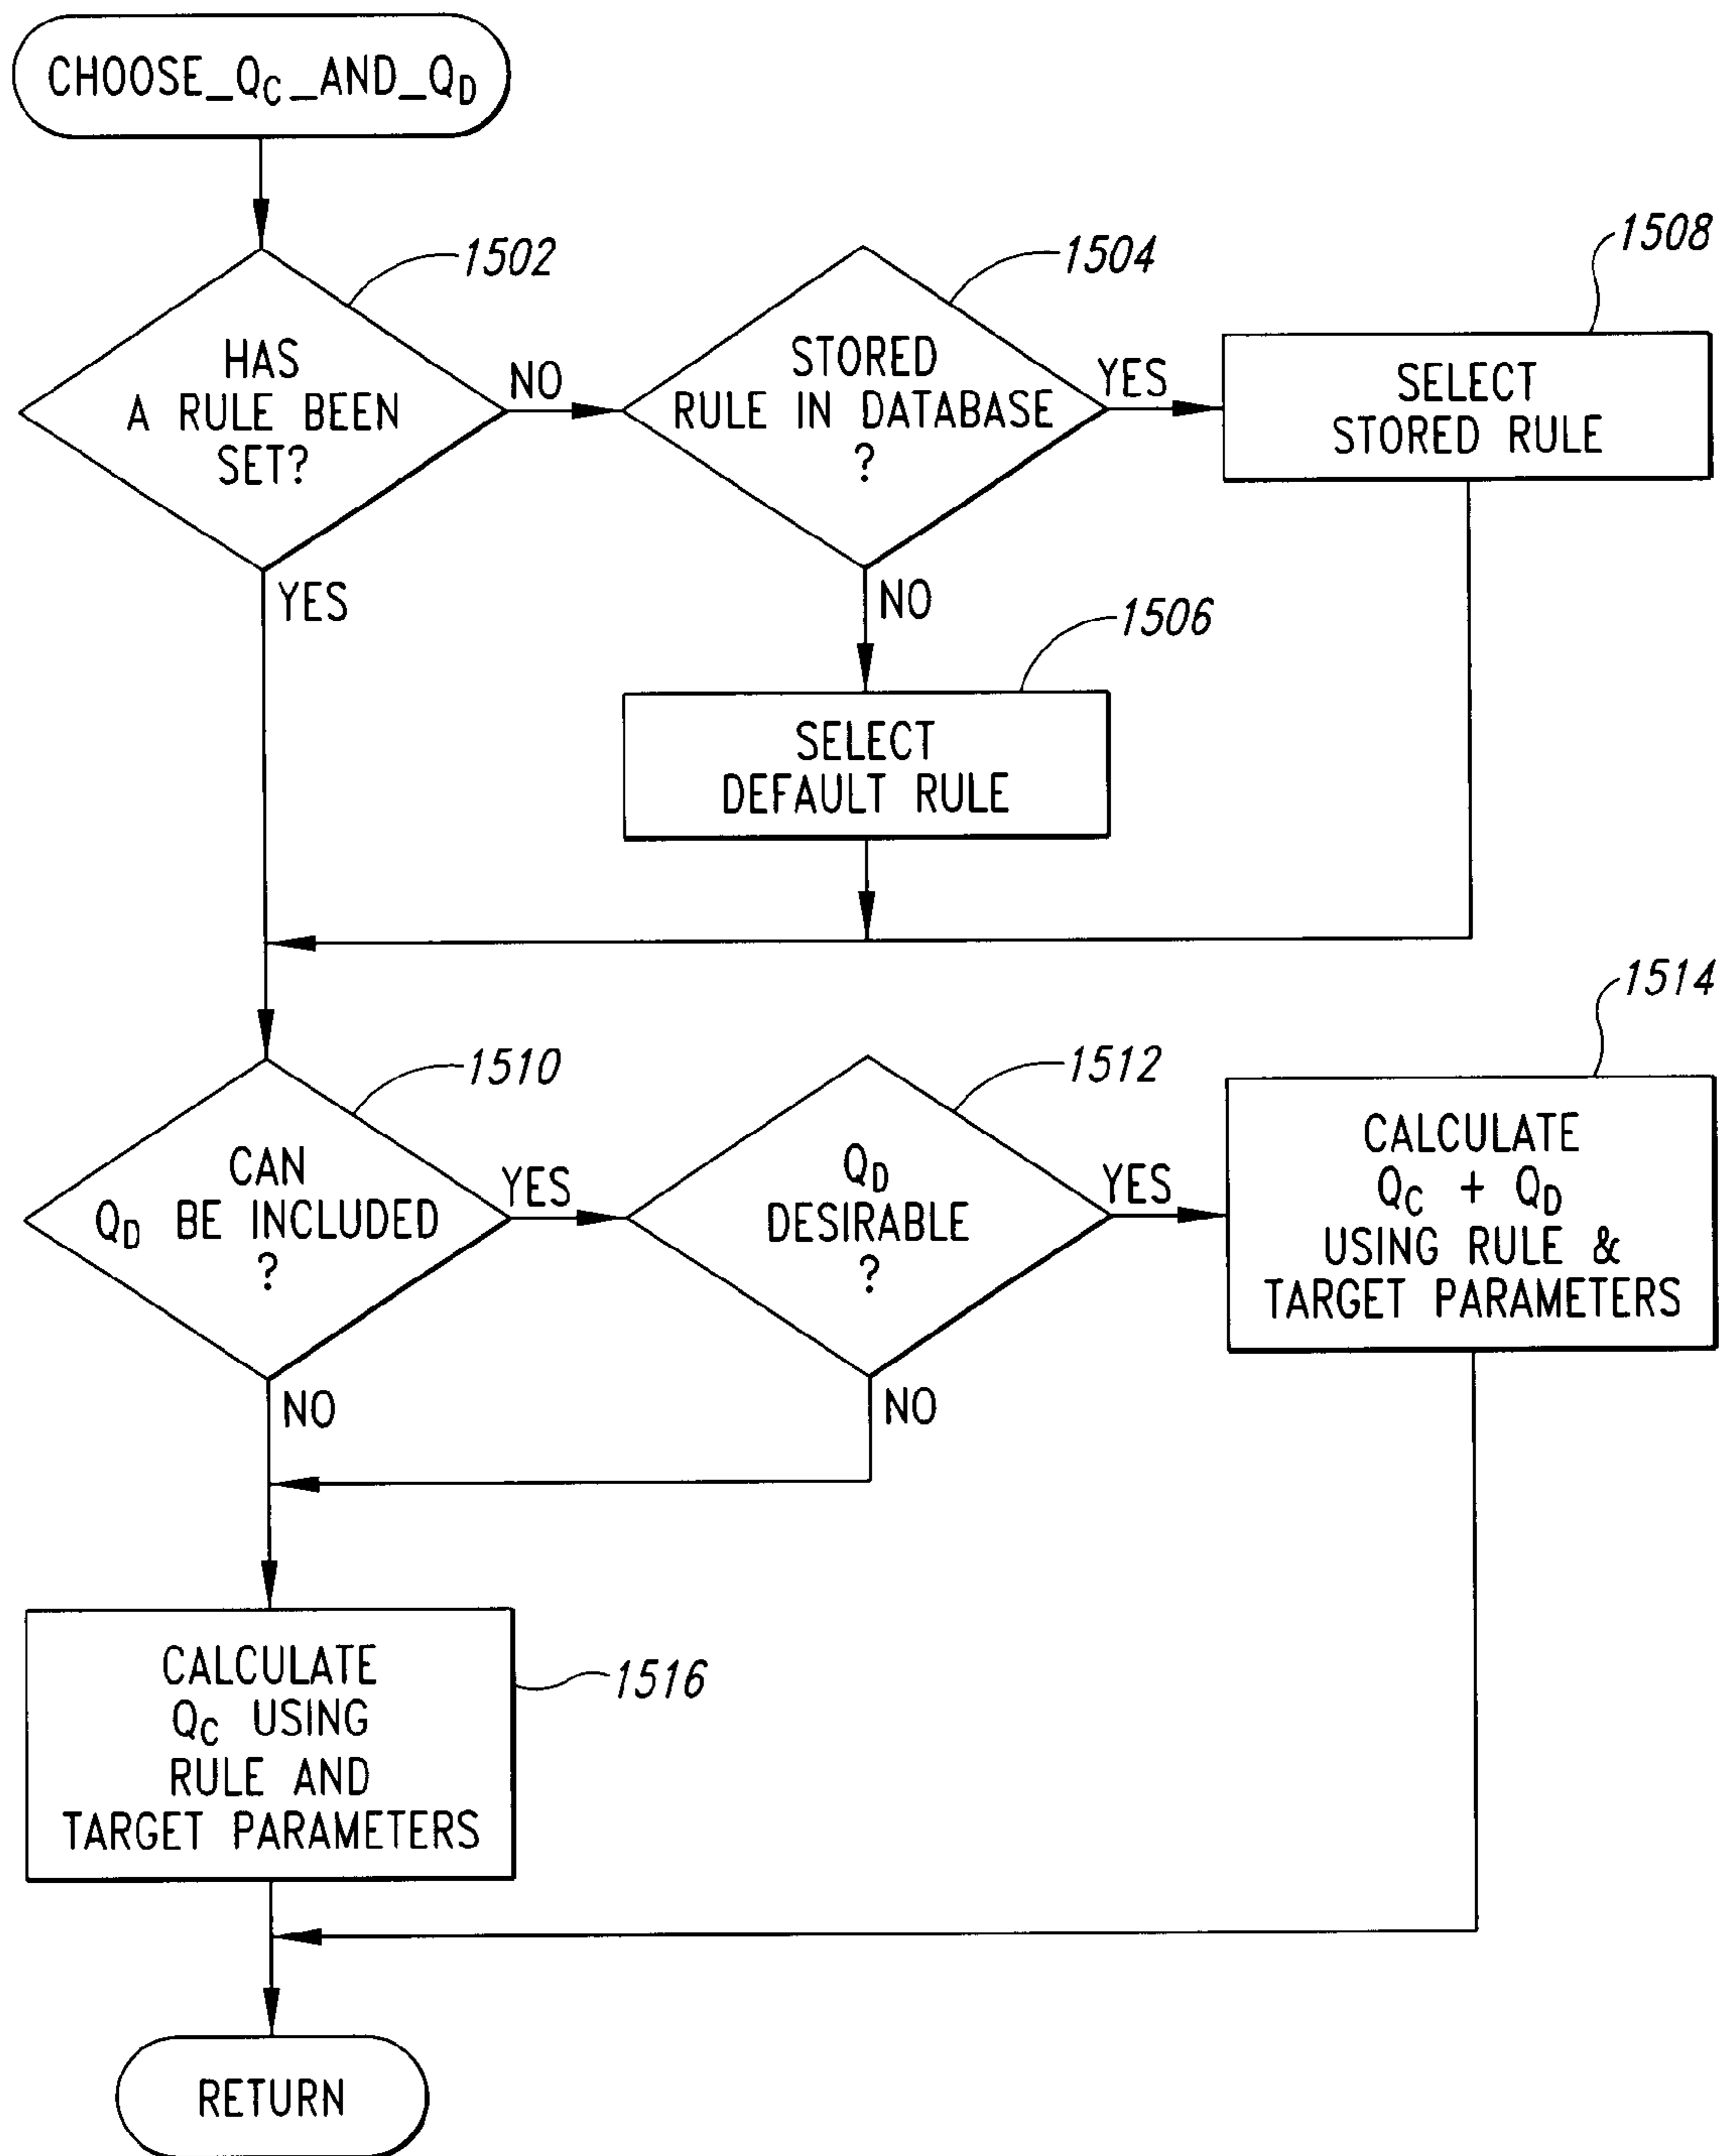 CHOOSE_QC_AND_QD
1502
HAS
A RULE BEEN
SET?
NO
YES
1504
STORED
RULE IN DATABASE
?
YES
NO
1508
SELECT
STORED RULE
1506
SELECT
DEFAULT RULE
1510
CAN
QD BE INCLUDED
?
YES
NO
1512
QD
DESIRABLE
?
YES
NO
1514
CALCULATE
QC + QD
USING RULE &
TARGET PARAMETERS
CALCULATE
QC USING
RULE AND
TARGET PARAMETERS
1516
RETURN